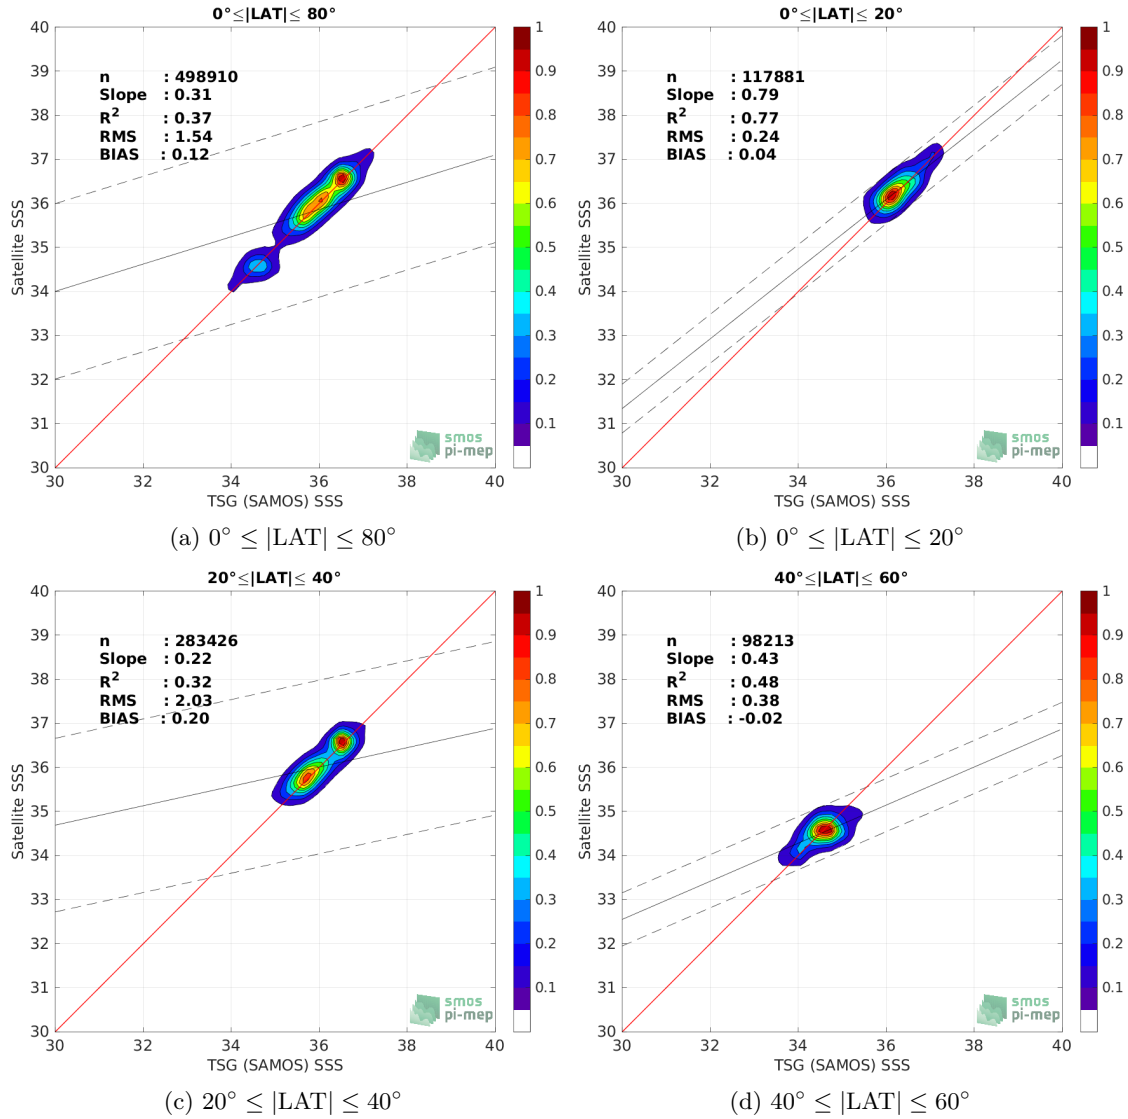 0°≤|LAT|≤ 80°
n : 498910
Slope : 0.31
R² : 0.37
RMS : 1.54
BIAS : 0.12
Satellite SSS
40
39
38
37
36
35
34
33
32
31
30
30 32 34 36 38 40
TSG (SAMOS) SSS
1
0.9
0.8
0.7
0.6
0.5
0.4
0.3
0.2
0.1
smos
pi-mep
(a) 0° ≤ |LAT| ≤ 80°
0°≤|LAT|≤ 20°
n : 117881
Slope : 0.79
R² : 0.77
RMS : 0.24
BIAS : 0.04
Satellite SSS
40
39
38
37
36
35
34
33
32
31
30
30 32 34 36 38 40
TSG (SAMOS) SSS
1
0.9
0.8
0.7
0.6
0.5
0.4
0.3
0.2
0.1
smos
pi-mep
(b) 0° ≤ |LAT| ≤ 20°
20°≤|LAT|≤ 40°
n : 283426
Slope : 0.22
R² : 0.32
RMS : 2.03
BIAS : 0.20
Satellite SSS
40
39
38
37
36
35
34
33
32
31
30
30 32 34 36 38 40
TSG (SAMOS) SSS
1
0.9
0.8
0.7
0.6
0.5
0.4
0.3
0.2
0.1
smos
pi-mep
(c) 20° ≤ |LAT| ≤ 40°
40°≤|LAT|≤ 60°
n : 98213
Slope : 0.43
R² : 0.48
RMS : 0.38
BIAS : -0.02
Satellite SSS
40
39
38
37
36
35
34
33
32
31
30
30 32 34 36 38 40
TSG (SAMOS) SSS
1
0.9
0.8
0.7
0.6
0.5
0.4
0.3
0.2
0.1
smos
pi-mep
(d) 40° ≤ |LAT| ≤ 60°